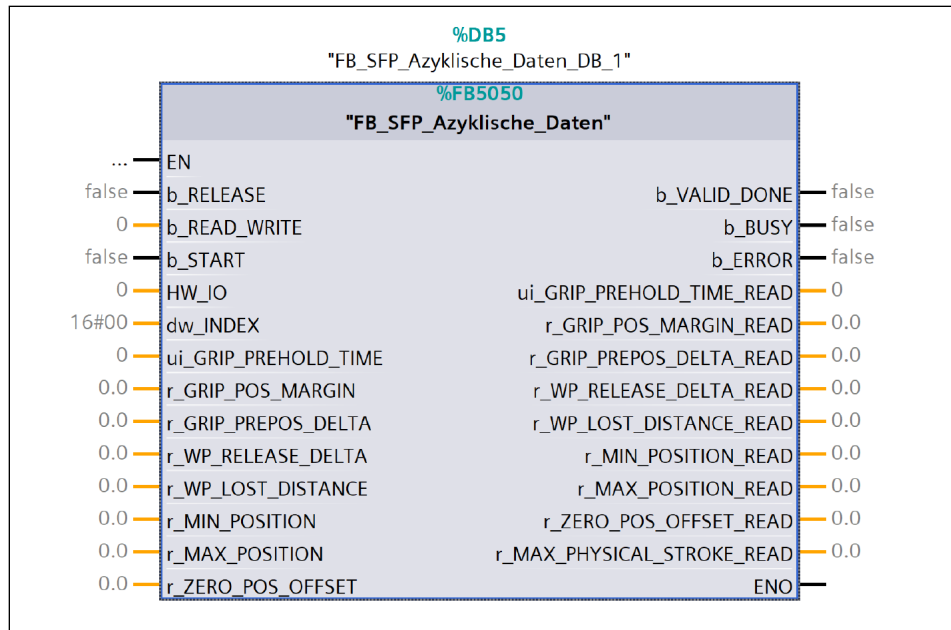 %DB5
"FB_SFP_Azyklische_Daten_DB_1"
%FB5050
"FB_SFP_Azyklische_Daten"
... EN
false b_RELEASE b_VALID_DONE false
0 b_READ_WRITE b_BUSY false
false b_START b_ERROR false
0 HW_IO ui_GRIP_PREHOLD_TIME_READ 0
16#00 dw_INDEX r_GRIP_POS_MARGIN_READ 0.0
0 ui_GRIP_PREHOLD_TIME r_GRIP_PREPOS_DELTA_READ 0.0
0.0 r_GRIP_POS_MARGIN r_WP_RELEASE_DELTA_READ 0.0
0.0 r_GRIP_PREPOS_DELTA r_WP_LOST_DISTANCE_READ 0.0
0.0 r_WP_RELEASE_DELTA r_MIN_POSITION_READ 0.0
0.0 r_WP_LOST_DISTANCE r_MAX_POSITION_READ 0.0
0.0 r_MIN_POSITION r_ZERO_POS_OFFSET_READ 0.0
0.0 r_MAX_POSITION r_MAX_PHYSICAL_STROKE_READ 0.0
0.0 r_ZERO_POS_OFFSET ENO